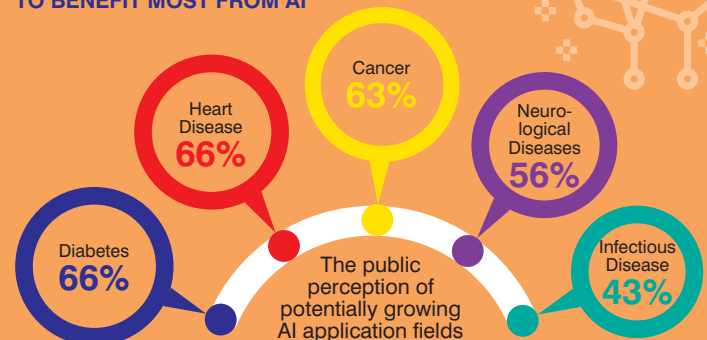 TO BENEFIT MOST FROM AI
Cancer
63%
Heart
Disease
66%
Neuro-
logical
Diseases
56%
Diabetes
66%
Infectious
Disease
43%
The public
perception of
potentially growing
AI application fields